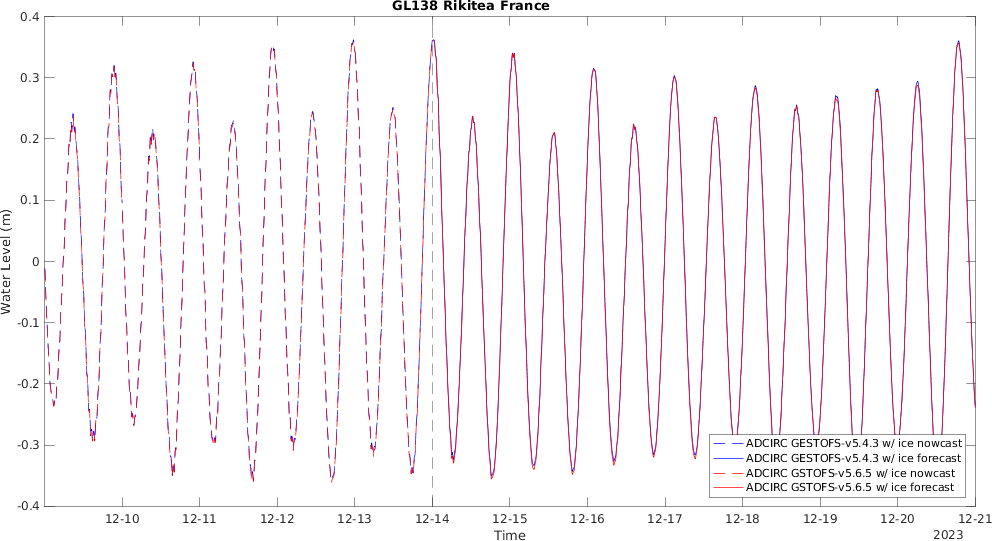 GL138 Rikitea France
0.4
0.3
0.2
0.1
0
-0.1
-0.2
-0.3
-0.4
Water Level (m)
ADCIRC GESTOFS-v5.4.3 w/ ice nowcast
ADCIRC GESTOFS-v5.4.3 w/ ice forecast
ADCIRC GSTOFS-v5.6.5 w/ ice nowcast
ADCIRC GSTOFS-v5.6.5 w/ ice forecast
12-10 12-11 12-12 12-13 12-14 12-15 12-16 12-17 12-18 12-19 12-20 12-21
Time
2023